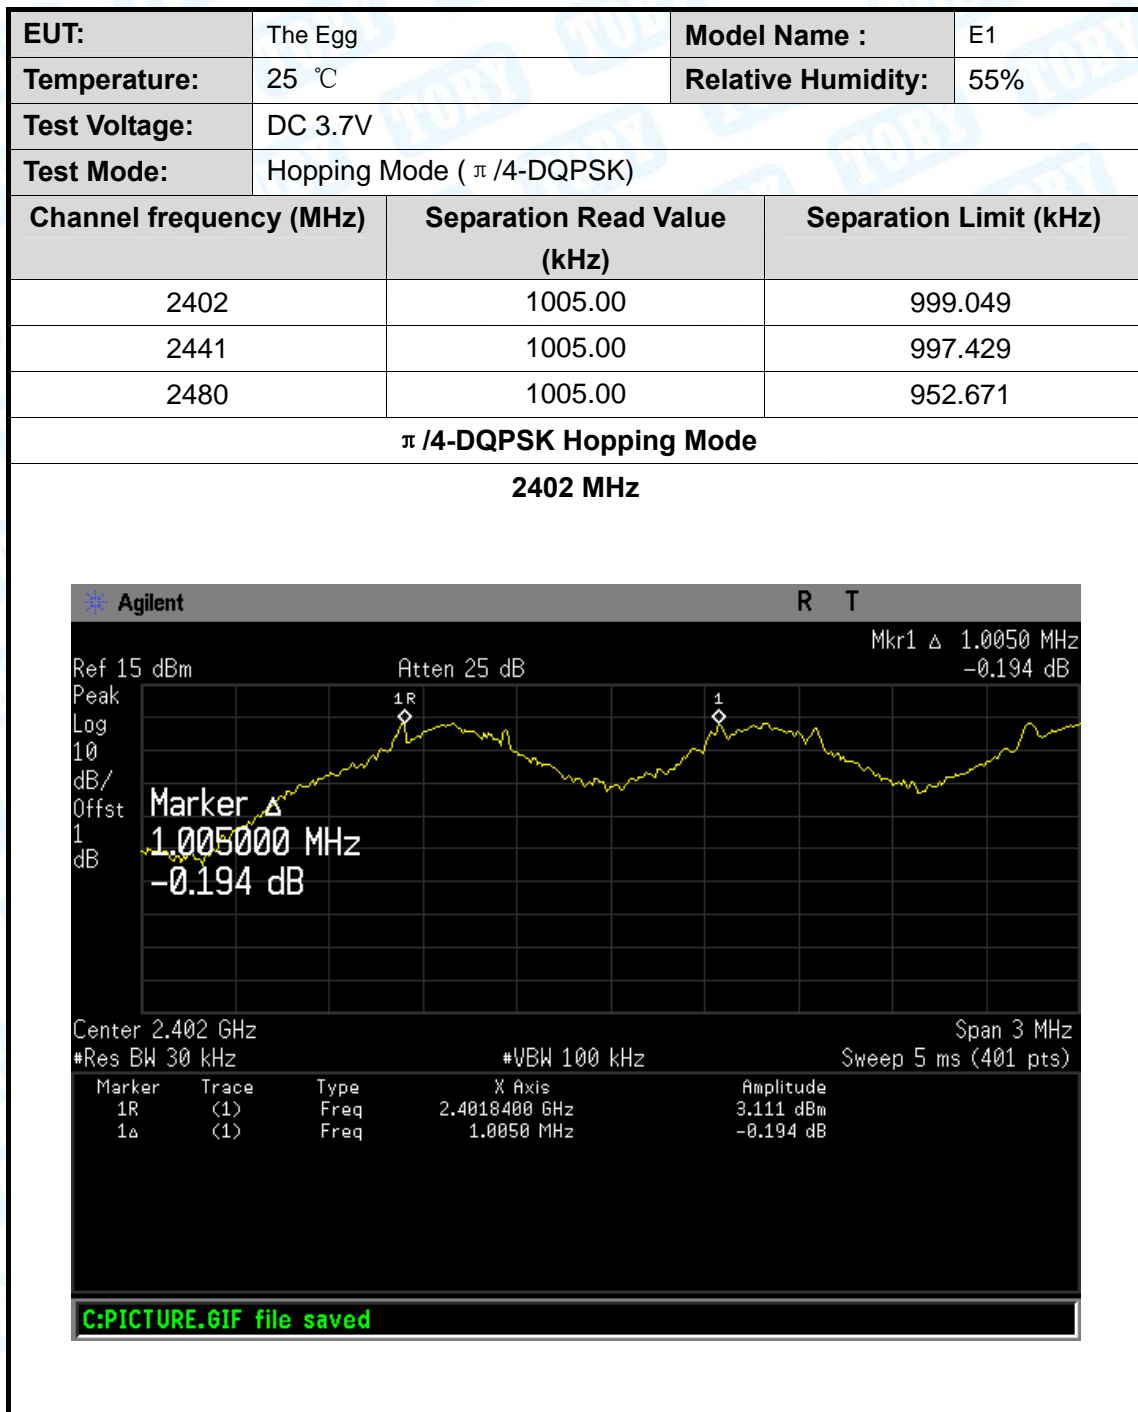 EUT: The Egg Model Name : E1
Temperature: 25 ℃ Relative Humidity: 55%
Test Voltage: DC 3.7V
Test Mode: Hopping Mode ( π /4-DQPSK)
Channel frequency (MHz) Separation Read Value (kHz) Separation Limit (kHz)
2402 1005.00 999.049
2441 1005.00 997.429
2480 1005.00 952.671
π /4-DQPSK Hopping Mode
2402 MHz
Agilent R T
Mkr1 Δ 1.0050 MHz
Ref 15 dBm Atten 25 dB -0.194 dB
Peak
Log
10
dB/
Offst
1
dB
1R 1
Marker Δ
1.005000 MHz
-0.194 dB
Center 2.402 GHz Span 3 MHz
#Res BW 30 kHz #VBW 100 kHz Sweep 5 ms (401 pts)
Marker Trace Type X Axis Amplitude
1R (1) Freq 2.4018400 GHz 3.111 dBm
1Δ (1) Freq 1.0050 MHz -0.194 dB
C:PICTURE.GIF file saved
TOBY